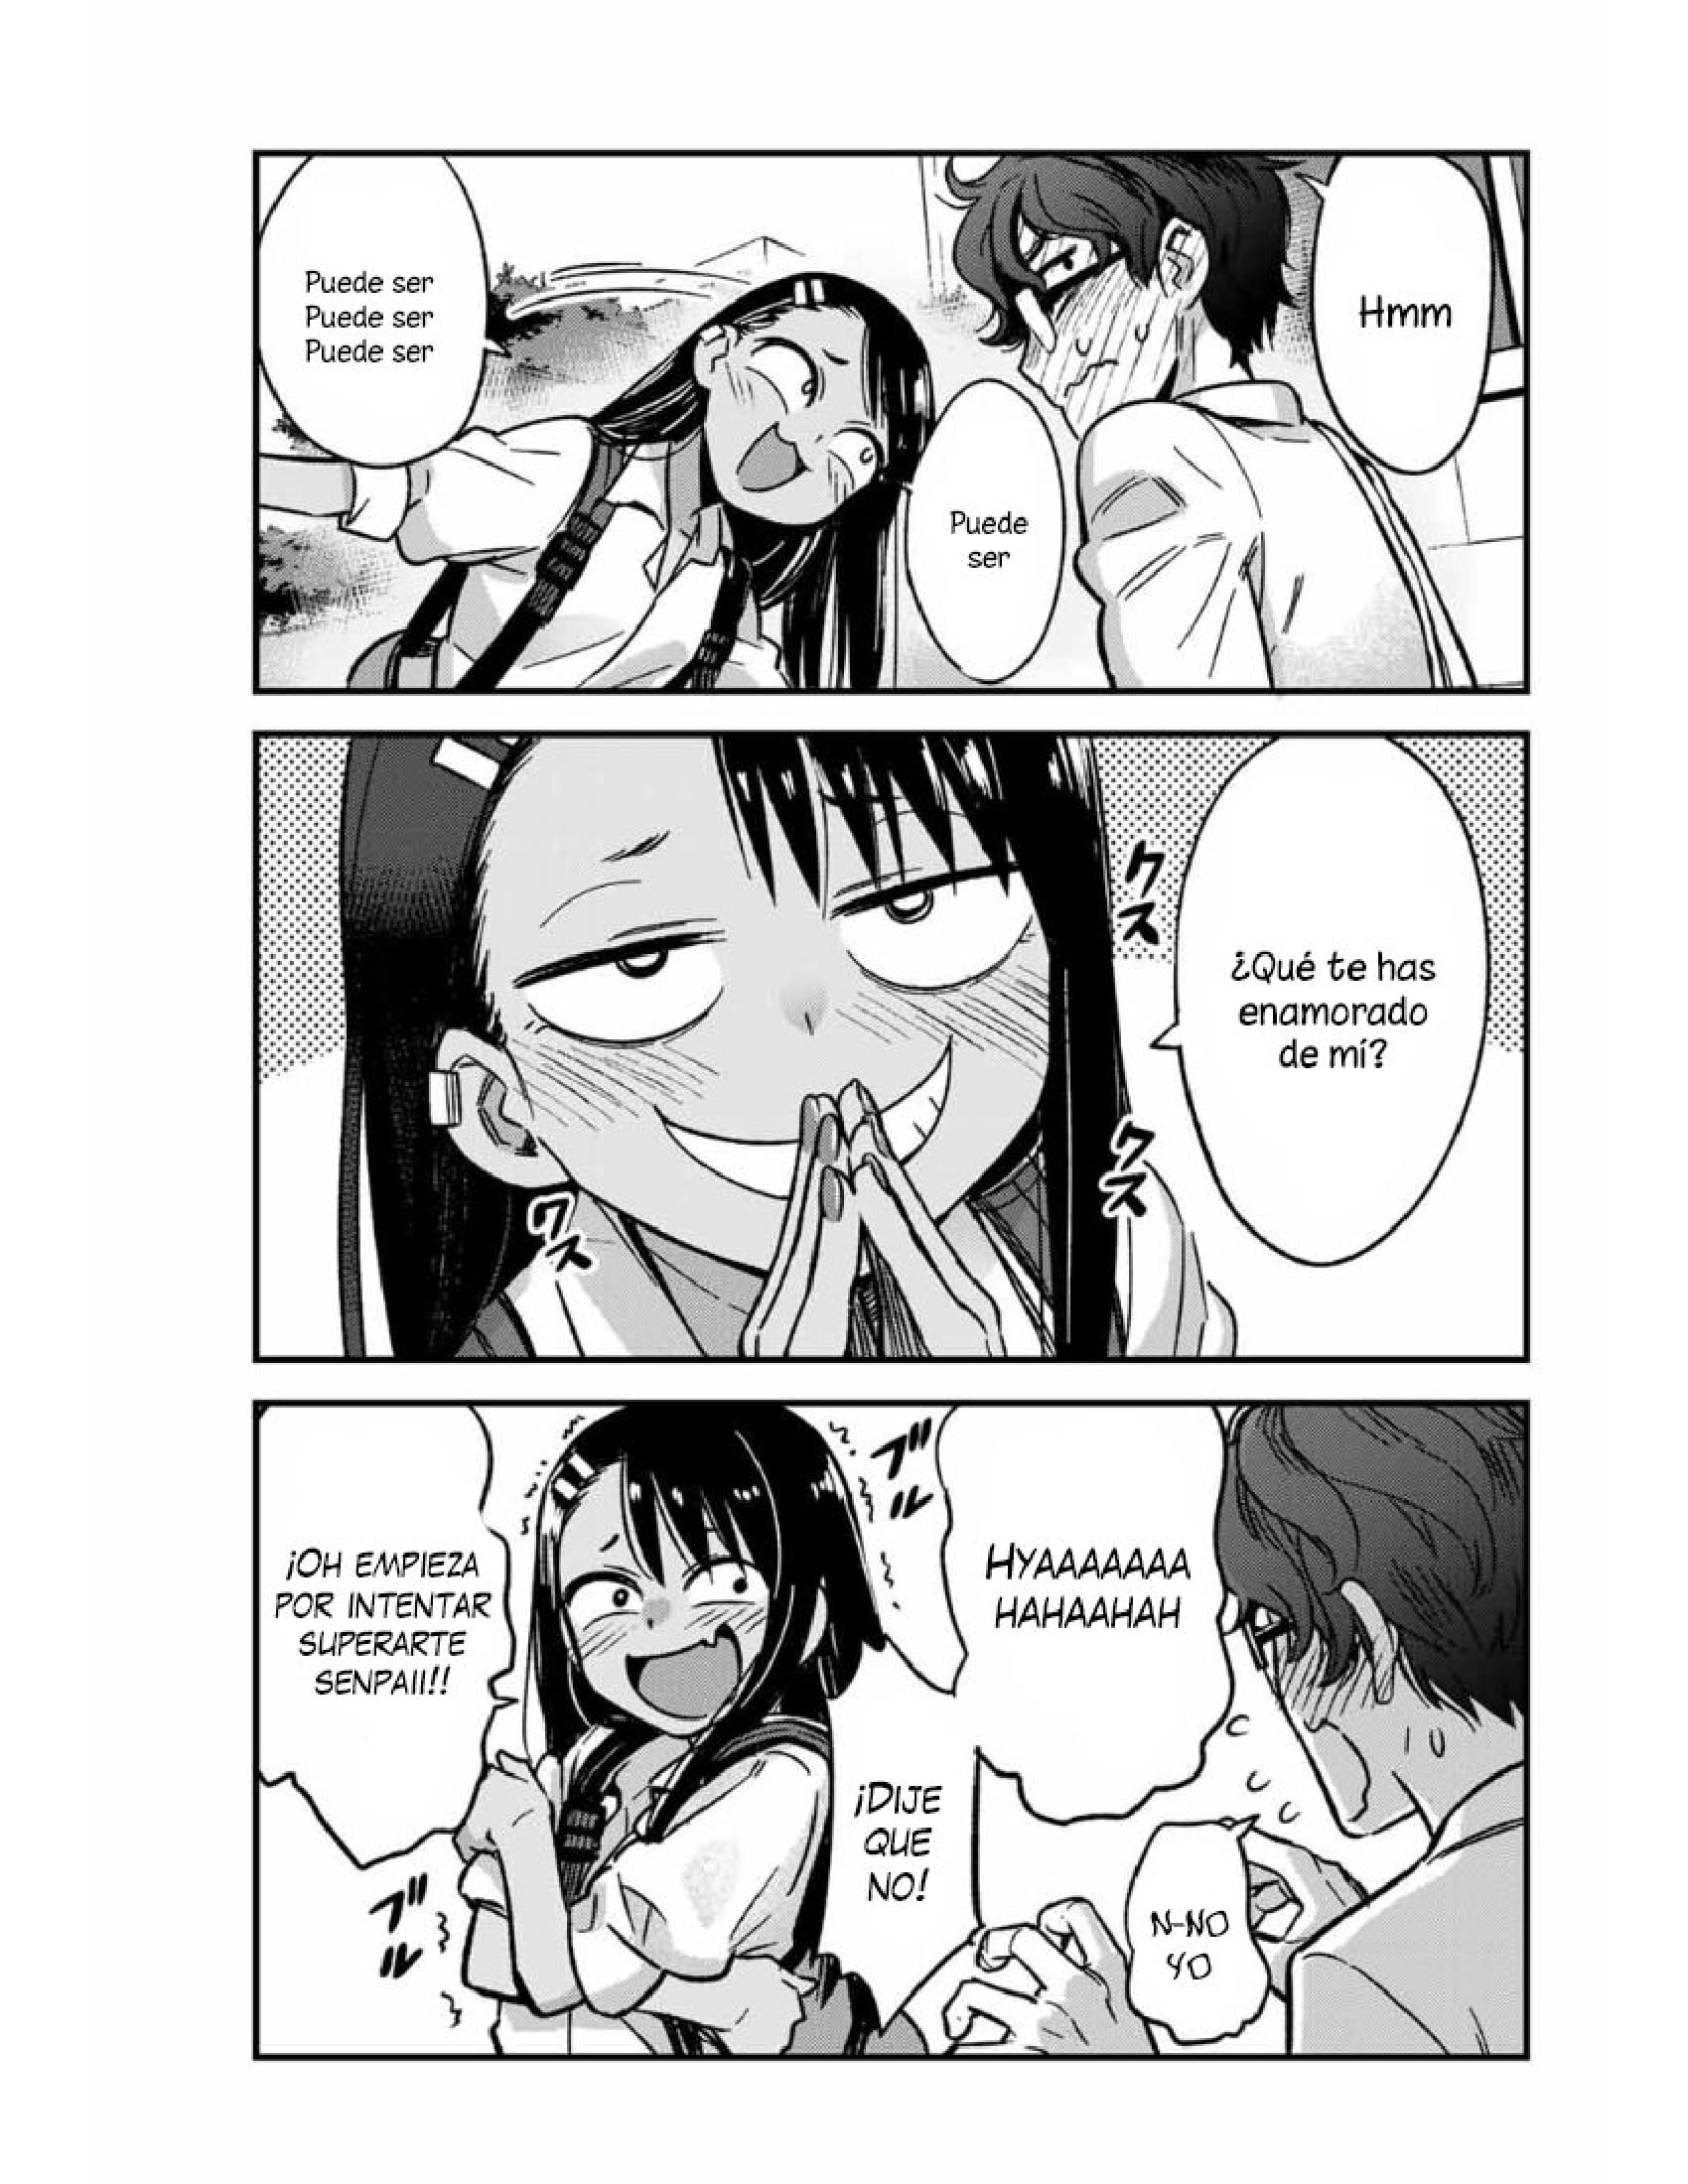 Hmm
Puede
ser
Puede ser
Puede ser
Puede ser
¿Qué te has
enamorado
de mí?
クス
クス
クス
HYAAAAAAA
HAHAAHAH
N-NO
YO
¡DIJE
QUE
NO!
ブル
¡OH EMPIEZA
POR INTENTAR
SUPERARTE
SENPAII!!
ブル